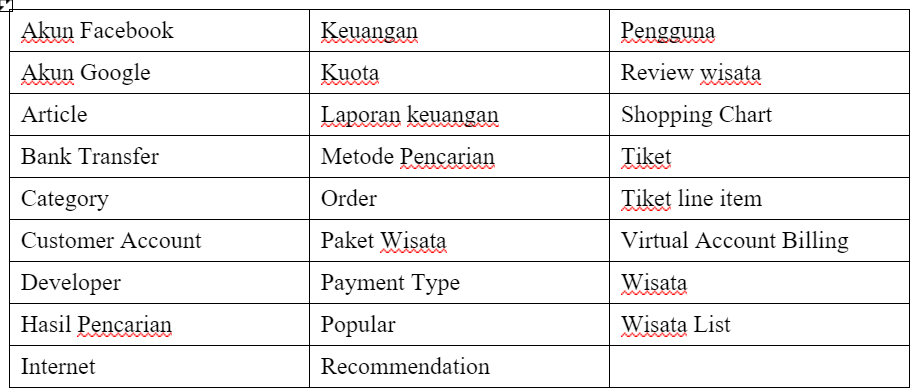 Akun Facebook Keuangan Pengguna
Akun Google Kuota Review wisata
Article Laporan keuangan Shopping Chart
Bank Transfer Metode Pencarian Tiket
Category Order Tiket line item
Customer Account Paket Wisata Virtual Account Billing
Developer Payment Type Wisata
Hasil Pencarian Popular Wisata List
Internet Recommendation